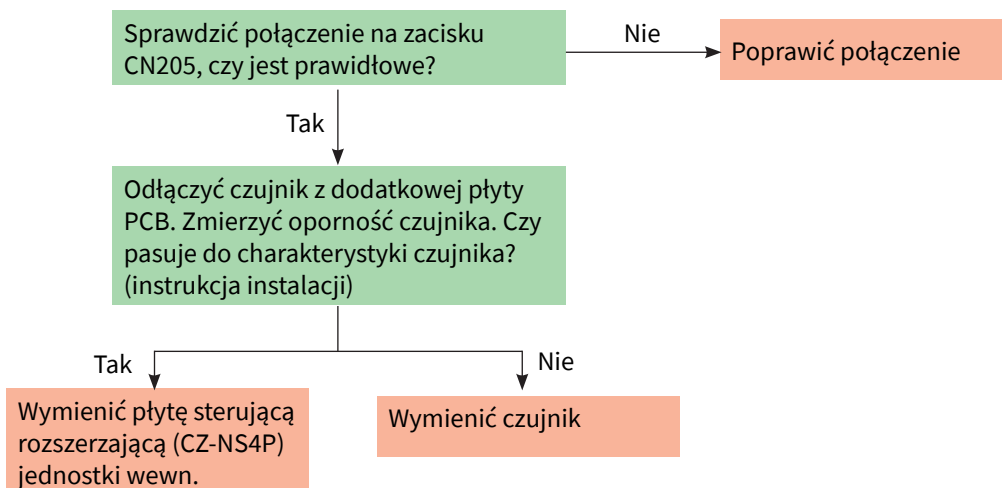 Sprawdzić połączenie na zacisku
CN205, czy jest prawidłowe?
Nie
Poprawić połączenie
Tak
Odłączyć czujnik z dodatkowej płyty
PCB. Zmierzyć oporność czujnika. Czy
pasuje do charakterystyki czujnika?
(instrukcja instalacji)
Tak
Nie
Wymienić płytę sterującą
rozszerzającą (CZ-NS4P)
jednostki wewn.
Wymienić czujnik